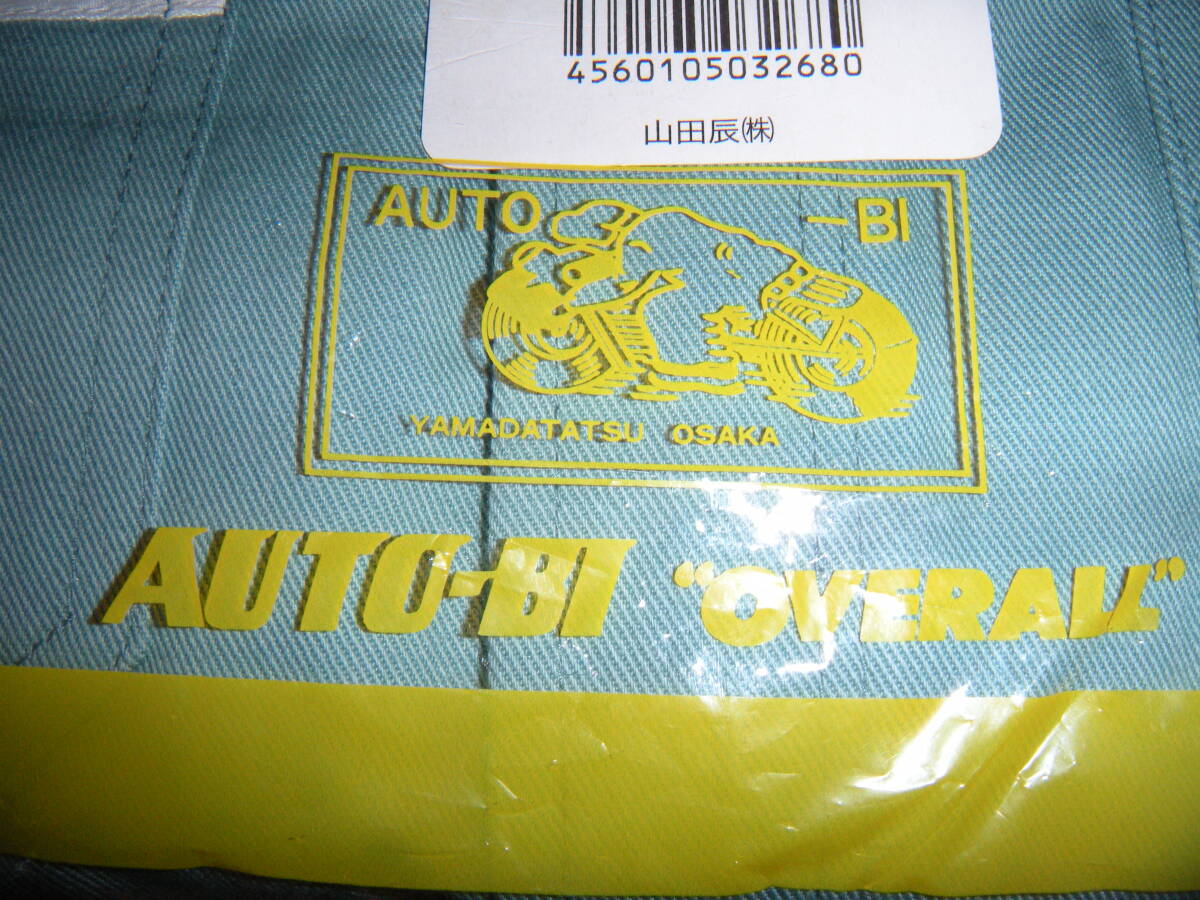 4560105032680
山田辰㈱
AUTO -BI
YAMADATATSU OSAKA
AUTO-BI “OVERALL”